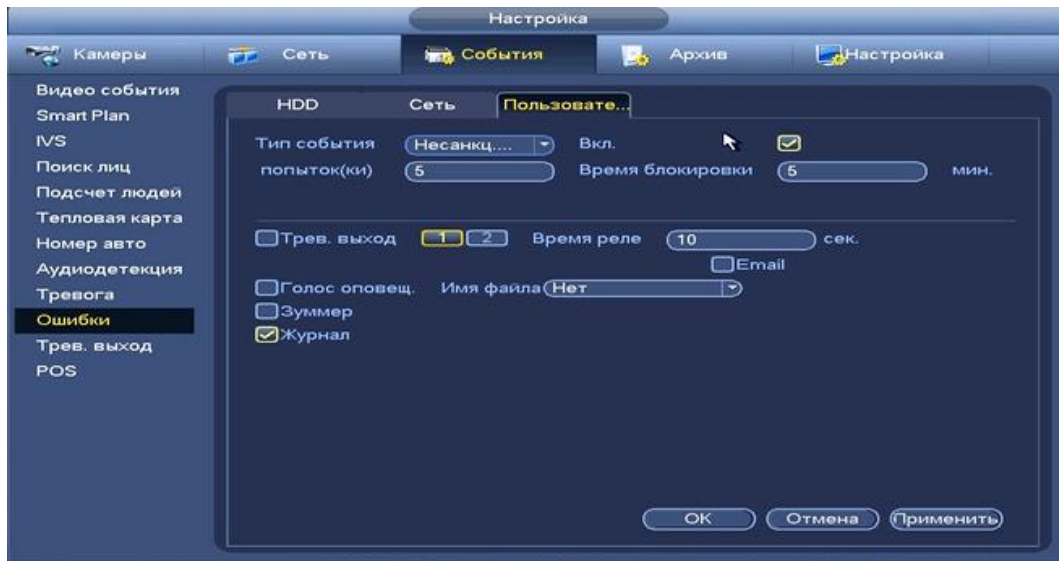 Настройка
Камеры Сеть События Архив Настройка
Видео события
Smart Plan
IVS
Поиск лиц
Подсчет людей
Тепловая карта
Номер авто
Аудиодетекция
Тревога
Ошибки
Трев. выход
POS
HDD Сеть Пользовате...
Тип события Несанкц.... Вкл.
попыток(ки) 5 Время блокировки 5 мин.
Трев. выход 1 2 Время реле 10 сек.
Email
Голос оповещ. Имя файла Нет
Зуммер
Журнал
OK Отмена Применить